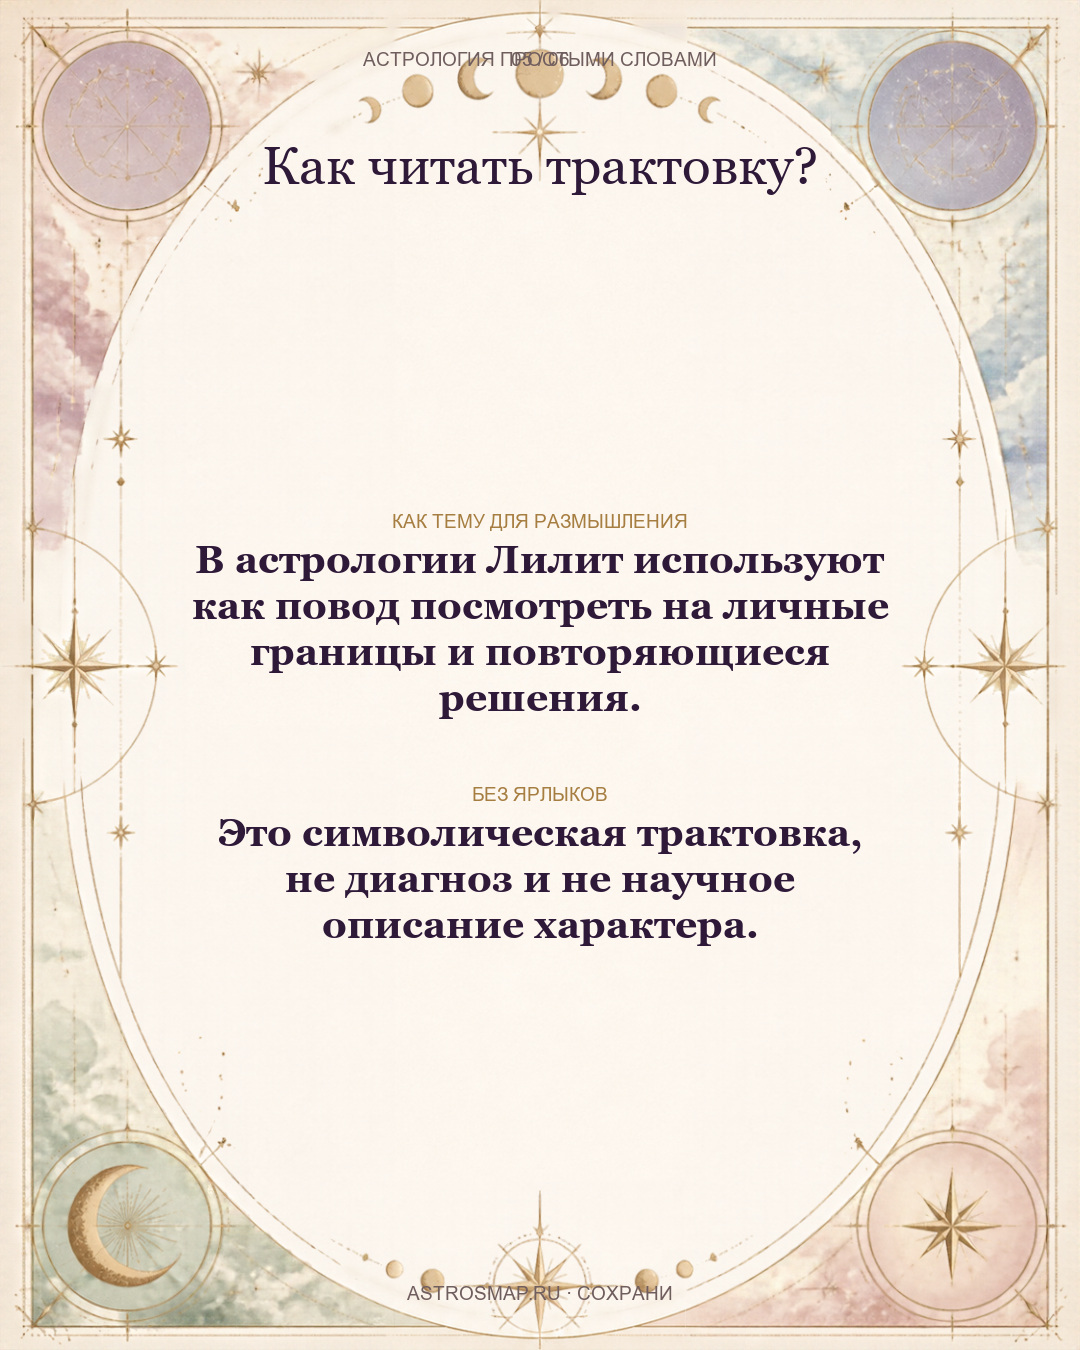 АСТРОЛОГИЯ ПРОСТЫМИ СЛОВАМИ
Как читать трактовку?
КАК ТЕМУ ДЛЯ РАЗМЫШЛЕНИЯ
В астрологии Лилит используют
как повод посмотреть на личные
границы и повторяющиеся
решения.
БЕЗ ЯРЛЫКОВ
Это символическая трактовка,
не диагноз и не научное
описание характера.
ASTROSMAP.RU · СОХРАНИ